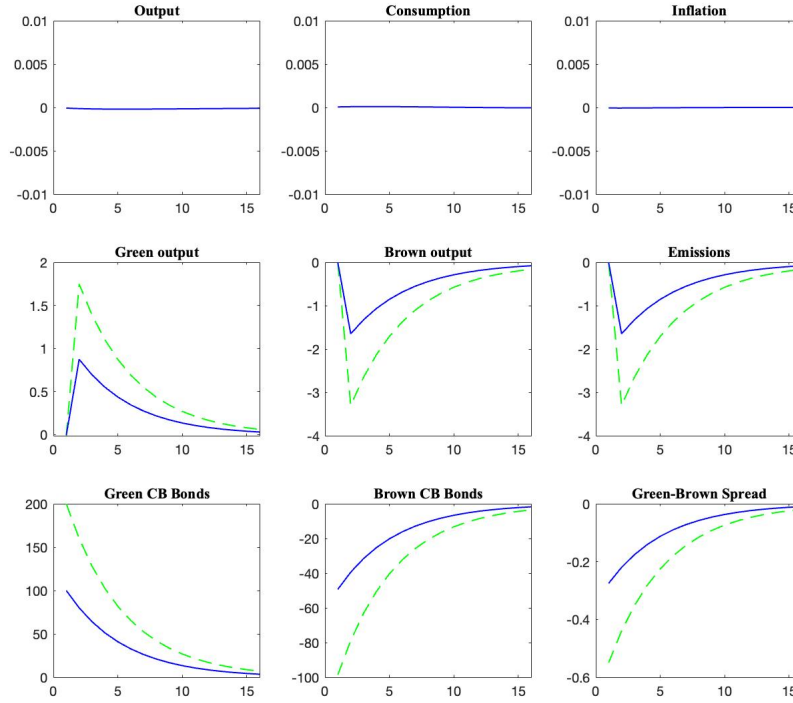 Output
0.01
0.005
0
-0.005
-0.01
0 5 10 15
Consumption
0.01
0.005
0
-0.005
-0.01
0 5 10 15
Inflation
0.01
0.005
0
-0.005
-0.01
0 5 10 15
Green output
2
1.5
1
0.5
0
0 5 10 15
Brown output
0
-1
-2
-3
-4
0 5 10 15
Emissions
0
-1
-2
-3
-4
0 5 10 15
Green CB Bonds
200
150
100
50
0
0 5 10 15
Brown CB Bonds
0
-20
-40
-60
-80
-100
0 5 10 15
Green-Brown Spread
0
-0.2
-0.4
-0.6
0 5 10 15